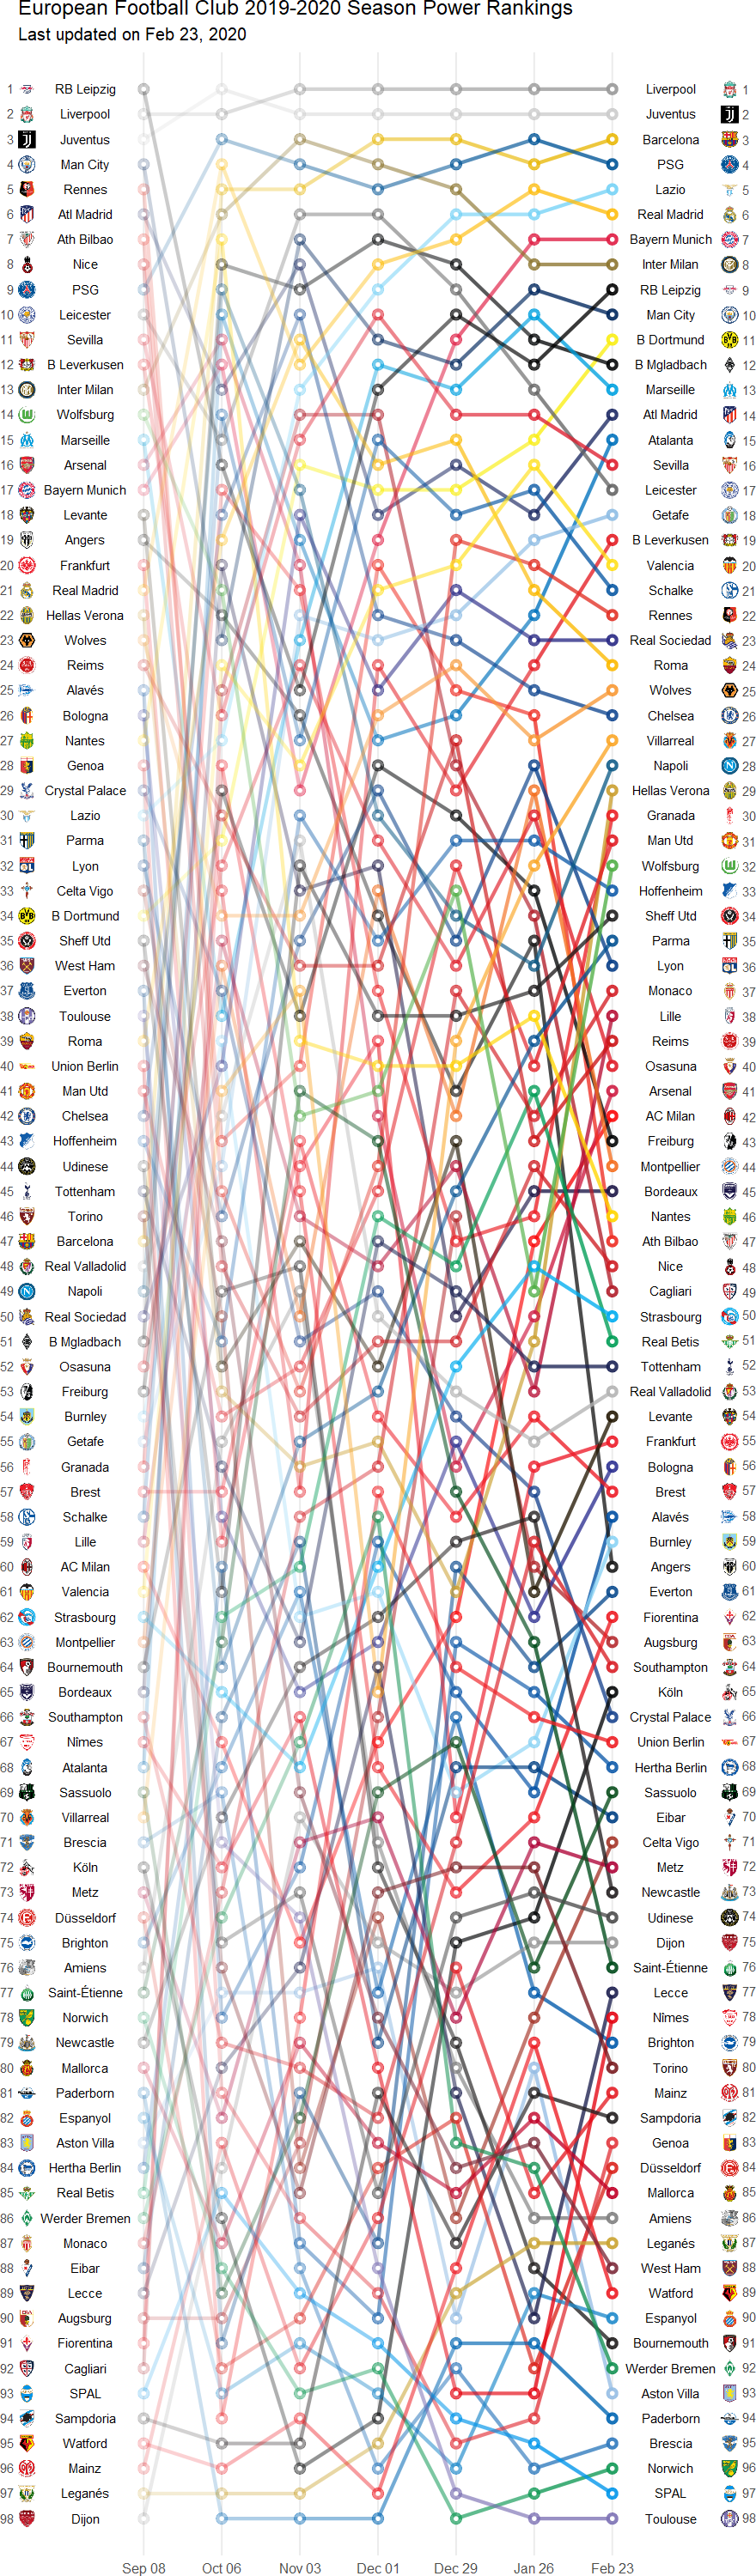 European Football Club 2019-2020 Season Power Rankings
Last updated on Feb 23, 2020
1 RB Leipzig Liverpool 1
2 Liverpool Juventus 2
3 Juventus Barcelona 3
4 Man City PSG 4
5 Rennes Lazio 5
6 Atl Madrid Real Madrid 6
7 Ath Bilbao Bayern Munich 7
8 Nice Inter Milan 8
9 PSG RB Leipzig 9
10 Leicester Man City 10
11 Sevilla B Dortmund 11
12 B Leverkusen B Mgladbach 12
13 Inter Milan Marseille 13
14 Wolfsburg Atl Madrid 14
15 Marseille Atalanta 15
16 Arsenal Sevilla 16
17 Bayern Munich Leicester 17
18 Levante Getafe 18
19 Angers B Leverkusen 19
20 Frankfurt Valencia 20
21 Real Madrid Schalke 21
22 Hellas Verona Rennes 22
23 Wolves Real Sociedad 23
24 Reims Roma 24
25 Alavés Wolves 25
26 Bologna Chelsea 26
27 Nantes Villarreal 27
28 Genoa Napoli 28
29 Crystal Palace Hellas Verona 29
30 Lazio Granada 30
31 Parma Man Utd 31
32 Lyon Wolfsburg 32
33 Celta Vigo Hoffenheim 33
34 B Dortmund Sheff Utd 34
35 Sheff Utd Parma 35
36 West Ham Lyon 36
37 Everton Monaco 37
38 Toulouse Lille 38
39 Roma Reims 39
40 Union Berlin Osasuna 40
41 Man Utd Arsenal 41
42 Chelsea AC Milan 42
43 Hoffenheim Freiburg 43
44 Udinese Montpellier 44
45 Tottenham Bordeaux 45
46 Torino Nantes 46
47 Barcelona Ath Bilbao 47
48 Real Valladolid Nice 48
49 Napoli Cagliari 49
50 Real Sociedad Strasbourg 50
51 B Mgladbach Real Betis 51
52 Osasuna Tottenham 52
53 Freiburg Real Valladolid 53
54 Burnley Levante 54
55 Getafe Frankfurt 55
56 Granada Bologna 56
57 Brest Brest 57
58 Schalke Alavés 58
59 Lille Burnley 59
60 AC Milan Angers 60
61 Valencia Everton 61
62 Strasbourg Fiorentina 62
63 Montpellier Augsburg 63
64 Bournemouth Southampton 64
65 Bordeaux Köln 65
66 Southampton Crystal Palace 66
67 Nîmes Union Berlin 67
68 Atalanta Hertha Berlin 68
69 Sassuolo Sassuolo 69
70 Villarreal Eibar 70
71 Brescia Celta Vigo 71
72 Köln Metz 72
73 Metz Newcastle 73
74 Düsseldorf Udinese 74
75 Brighton Dijon 75
76 Amiens Saint-Étienne 76
77 Saint-Étienne Lecce 77
78 Norwich Nîmes 78
79 Newcastle Brighton 79
80 Mallorca Torino 80
81 Paderborn Mainz 81
82 Espanyol Sampdoria 82
83 Aston Villa Genoa 83
84 Hertha Berlin Düsseldorf 84
85 Real Betis Mallorca 85
86 Werder Bremen Amiens 86
87 Monaco Leganés 87
88 Eibar West Ham 88
89 Lecce Watford 89
90 Augsburg Espanyol 90
91 Fiorentina Bournemouth 91
92 Cagliari Werder Bremen 92
93 SPAL Aston Villa 93
94 Sampdoria Paderborn 94
95 Watford Brescia 95
96 Mainz Norwich 96
97 Leganés SPAL 97
98 Dijon Toulouse 98
Sep 08 Oct 06 Nov 03 Dec 01 Dec 29 Jan 26 Feb 23